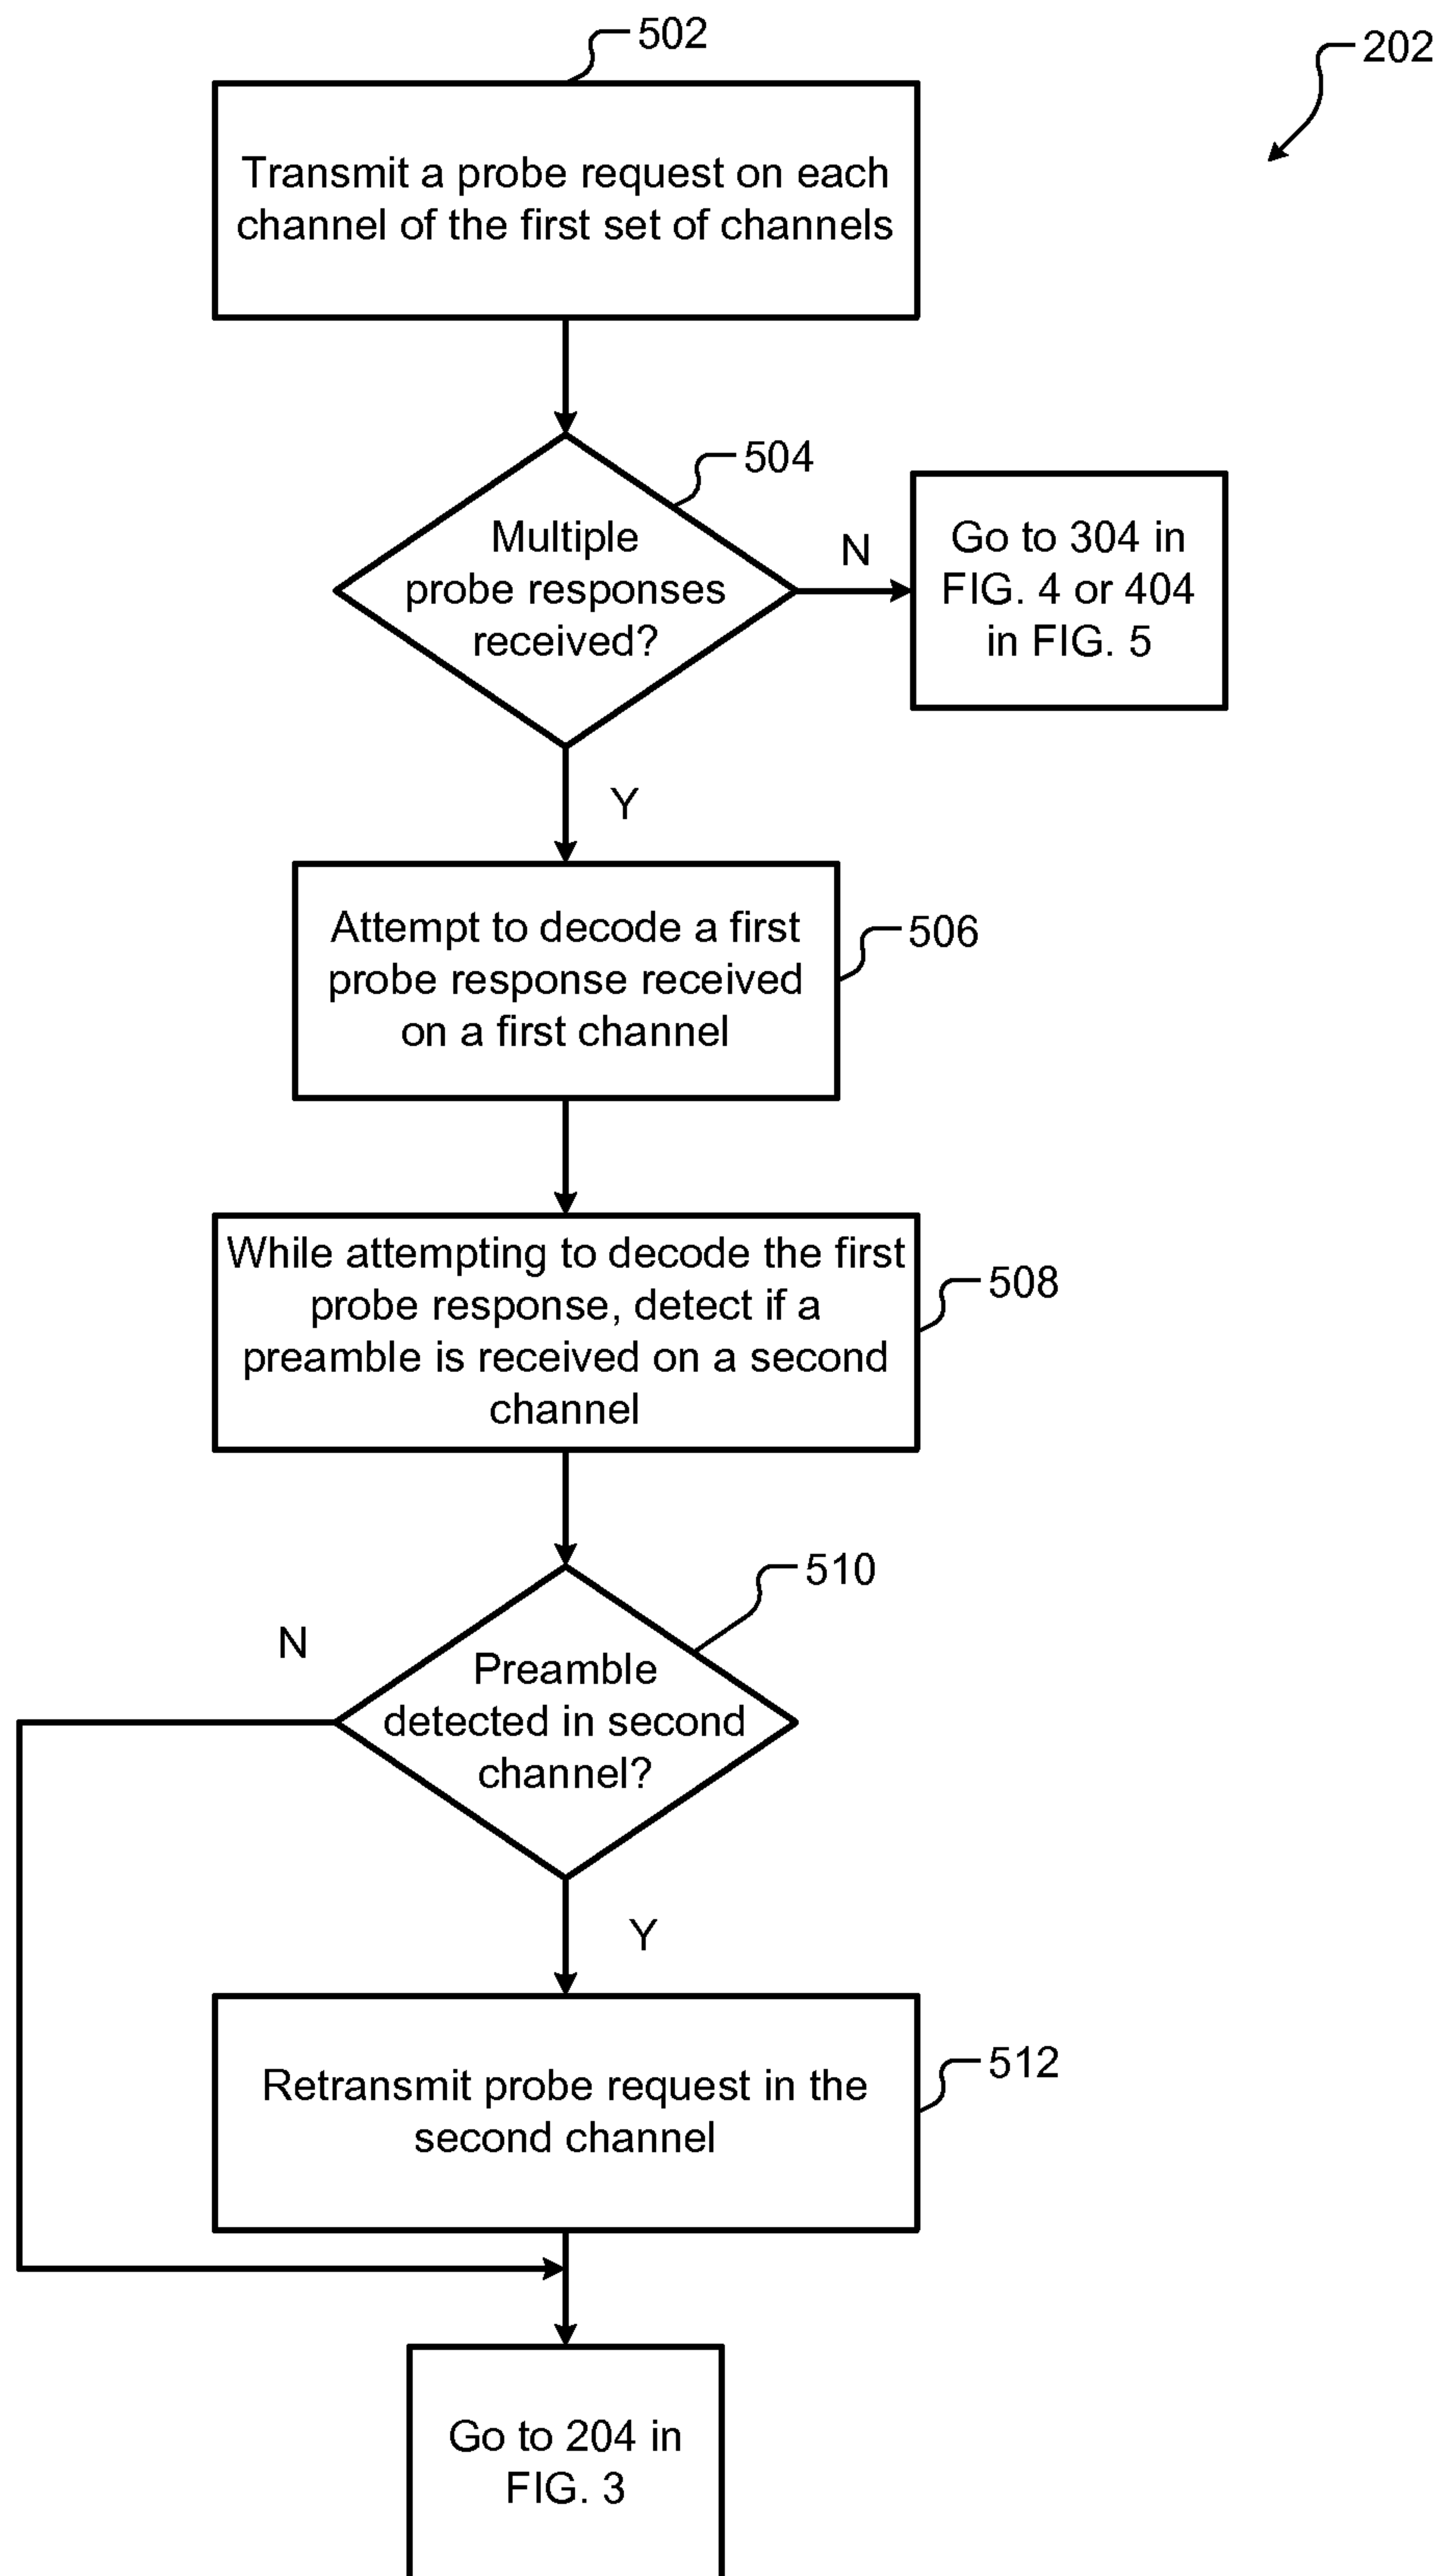 502
202
Transmit a probe request on each
channel of the first set of channels
504
Multiple
probe responses
received?
N
Go to 304 in
FIG. 4 or 404
in FIG. 5
Y
Attempt to decode a first
probe response received
on a first channel
506
While attempting to decode the first
probe response, detect if a
preamble is received on a second
channel
508
510
N
Preamble
detected in second
channel?
Y
Retransmit probe request in the
second channel
512
Go to 204 in
FIG. 3